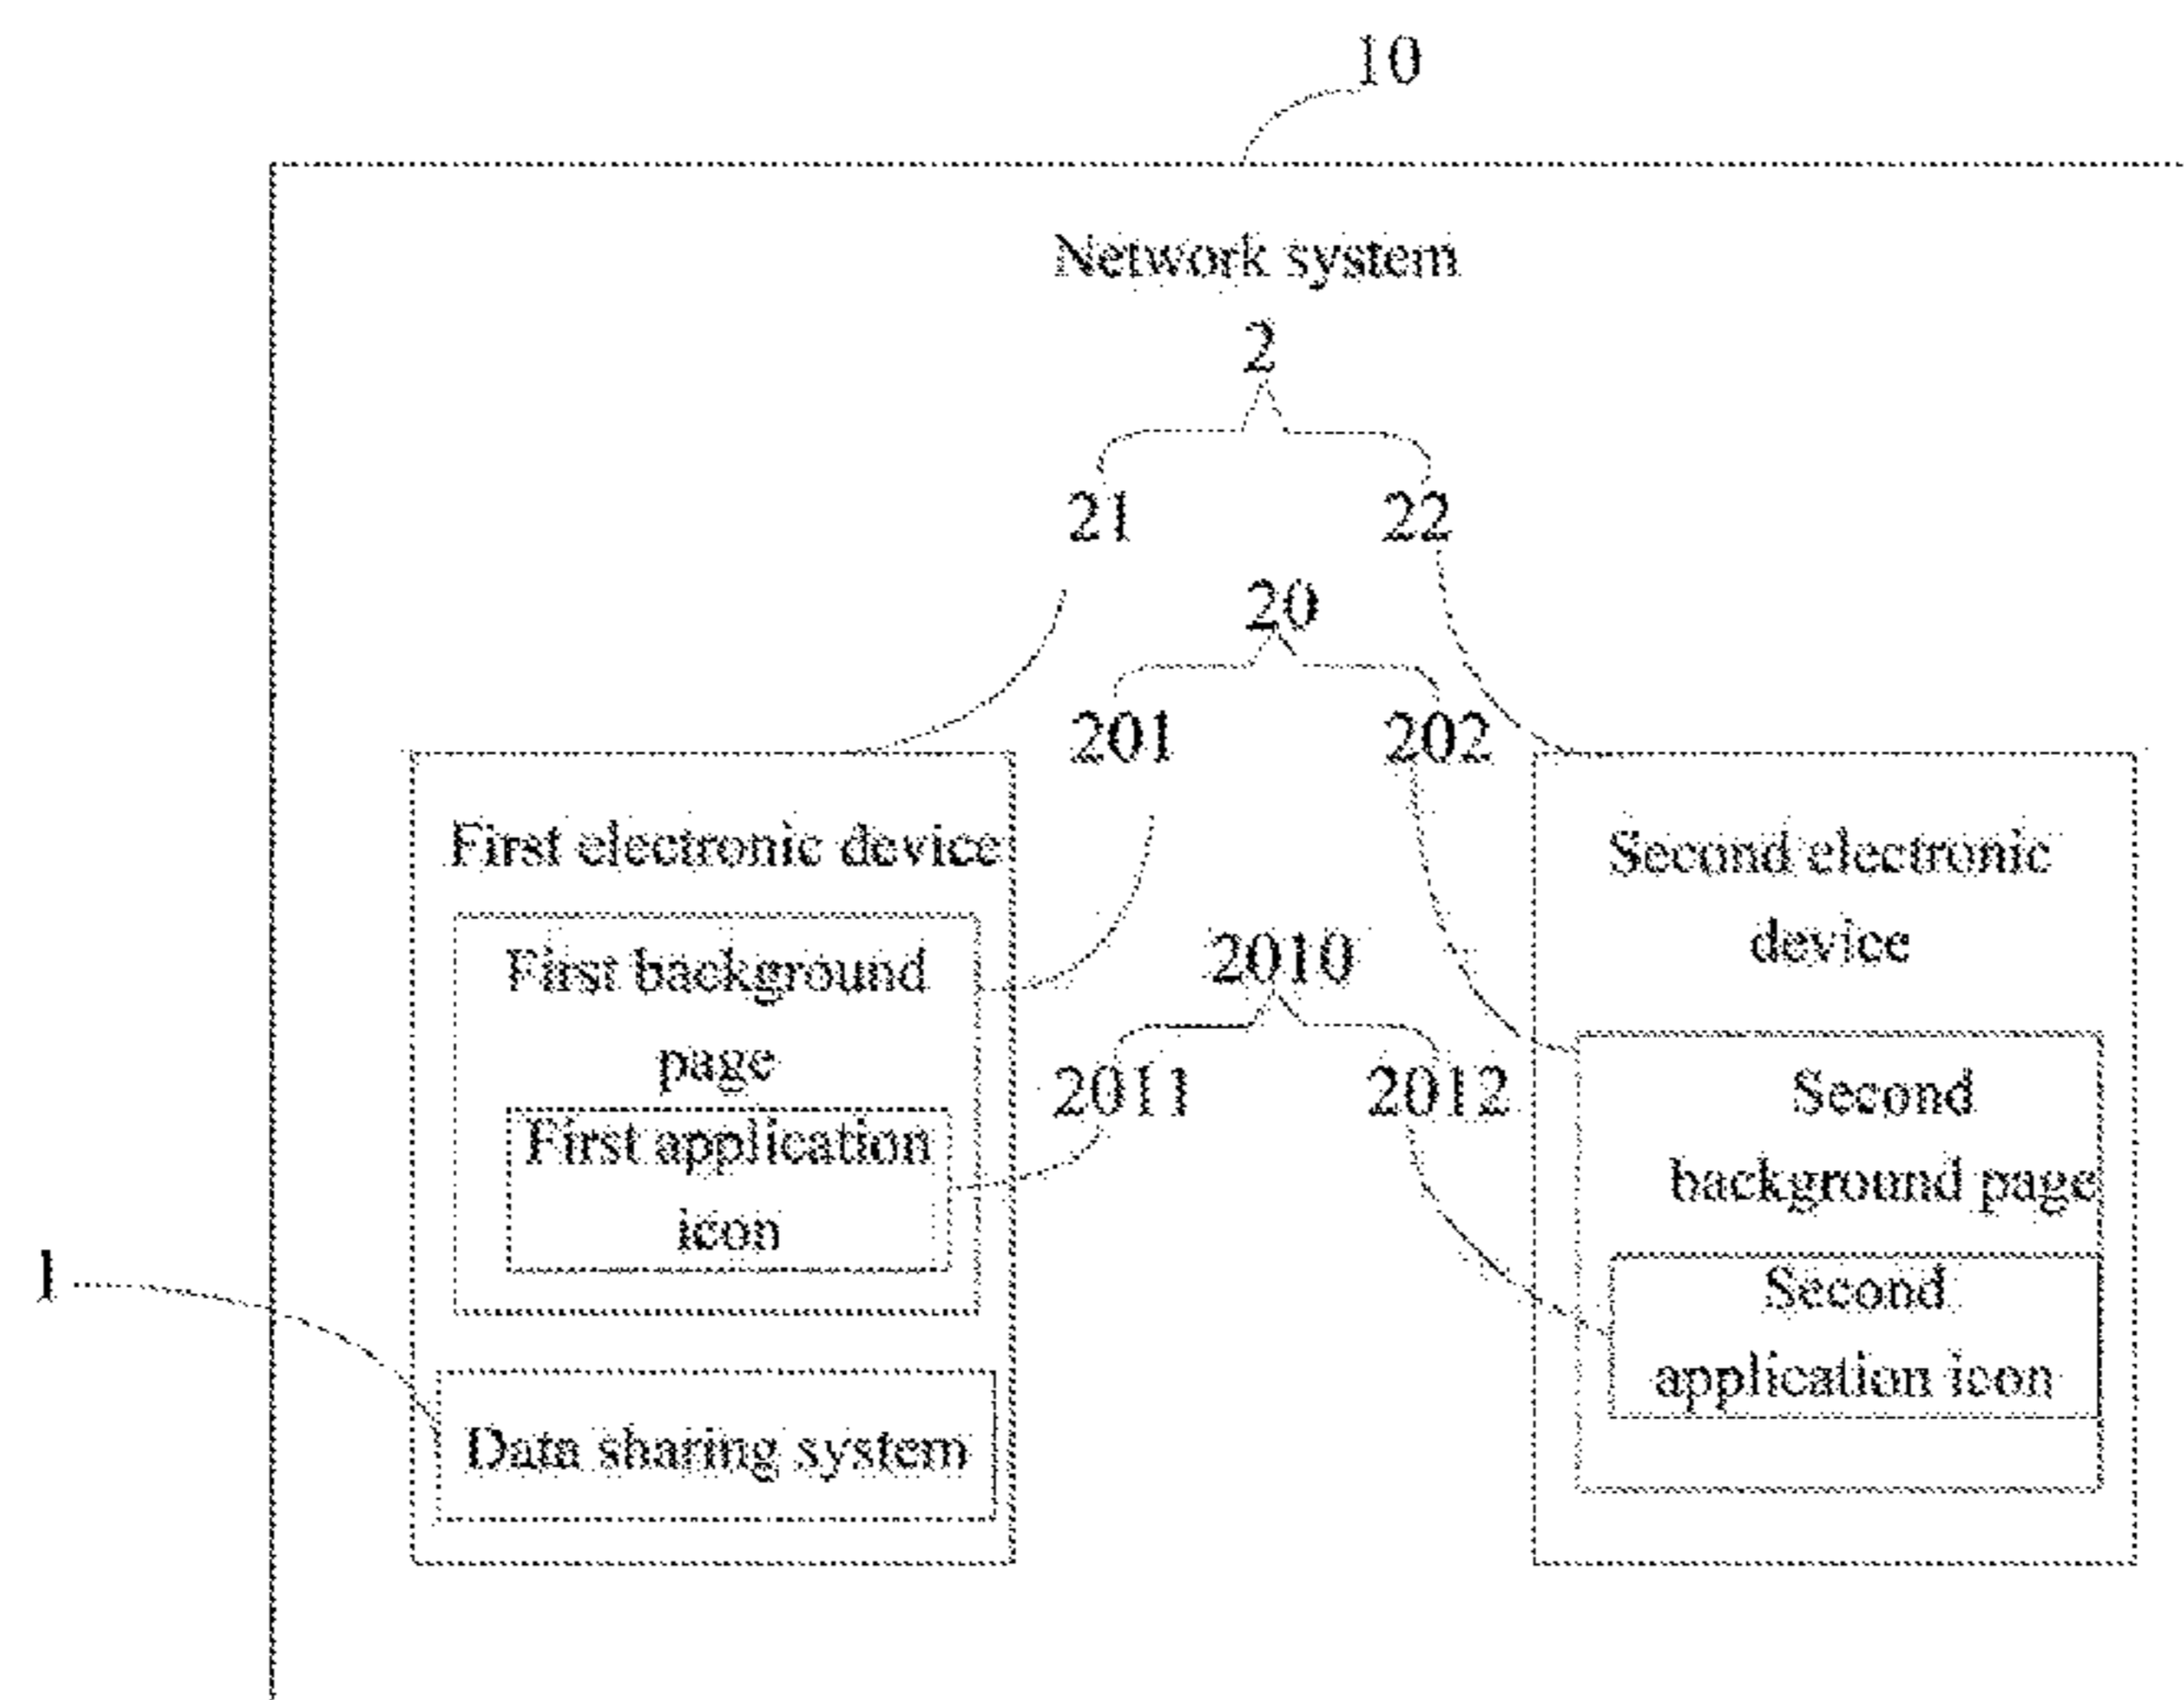 10
Network system
2
21
22
20
201
202
First electronic device
Second electronic
device
First background
page
2010
2011
2012
First application
icon
Second
background page
1
Second
application icon
Data sharing system